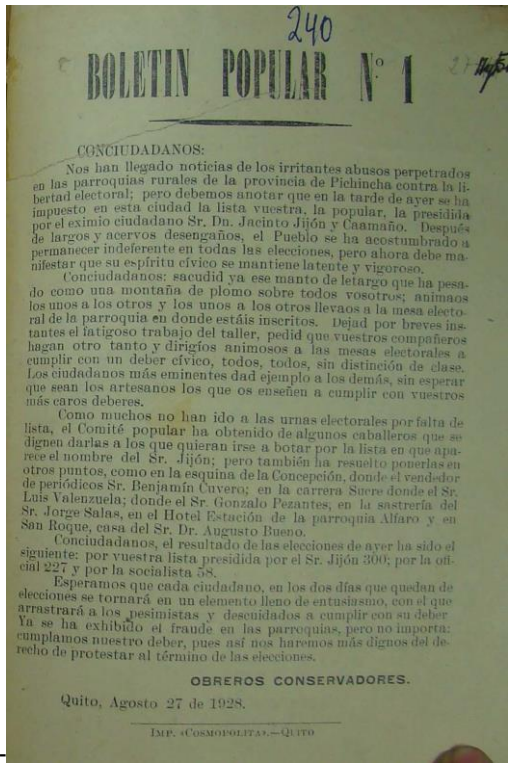 240
BOLETIN POPULAR Nº 1
CONCIUDADANOS:
Nos han llegado noticias de los irritantes abusos perpetrados
en las parroquias rurales de la provincia de Pichincha contra la li-
bertad electoral; pero debemos anotar que en la tarde de ayer se ha
impuesto en esta ciudad la lista vuestra, la popular, la presidida
por el eximio ciudadano Sr. Dn. Jacinto Jijón y Caamaño. Después
de largos y acervos desengaños, el Pueblo se ha acostumbrado a
permanecer indeferente en todas las elecciones, pero ahora debe ma-
nifestar que su espíritu cívico se mantiene latente y vigoroso.
Conciudadanos: sacudid ya ese manto de letargo que ha pesa-
do como una montaña de plomo sobre todos vosotros; animaos
los unos a los otros y los unos a los otros llevaos a la mesa electo-
ral de la parroquia en donde estáis inscritos. Dejad por breves ins-
tantes el fatigoso trabajo del taller, pedid que vuestros compañeros
hagan otro tanto y dirigíos animosos a las mesas electorales a
cumplir con un deber cívico, todos, todos, sin distinción de clase.
Los ciudadanos más eminentes dad ejemplo a los demás, sin esperar
que sean los artesanos los que os enseñen a cumplir con vuestros
más caros deberes.
Como muchos no han ido a las urnas electorales por falta de
lista, el Comité popular ha obtenido de algunos caballeros que se
dignen darlas a los que quieran irse a botar por la lista en que apa-
rece el nombre del Sr. Jijón; pero también ha resuelto ponerlas en
otros puntos, como en la esquina de la Concepción, donde el vendedor
de periódicos Sr. Benjamín Cuvero; en la carrera Sucre donde el Sr.
Luis Valenzuela; donde el Sr. Gonzalo Pezantes, en la sastrería del
Sr. Jorge Salas, en el Hotel Estación de la parroquia Alfaro y en
San Roque, casa del Sr. Dr. Augusto Bueno.
Conciudadanos, el resultado de las elecciones de ayer ha sido el
siguiente: por vuestra lista presidida por el Sr. Jijón 300; por la ofi-
cial 227 y por la socialista 58.
Esperamos que cada ciudadano, en los dos días que quedan de
elecciones se tornará en un elemento lleno de entusiasmo, con el que
arrastrará a los pesimistas y descuidados a cumplir con su deber
Ya se ha exhibido el fraude en las parroquias, pero no importa:
cumplamos nuestro deber, pues así nos haremos más dignos del de-
recho de protestar al término de las elecciones.
OBREROS CONSERVADORES.
Quito, Agosto 27 de 1928.
IMP. «COSMOPOLITA».—QUITO